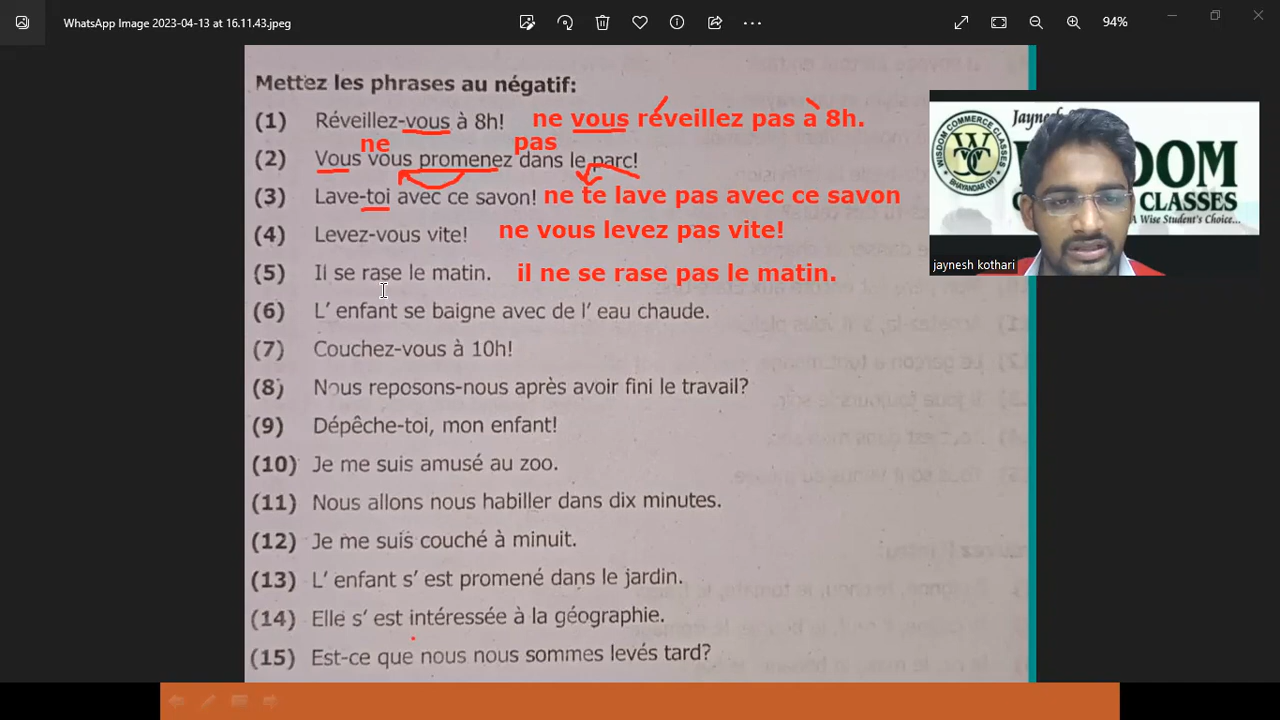 WhatsApp Image 2023-04-13 at 16.11.43.jpeg
94%
Mettez les phrases au négatif:
(1) Réveillez-vous à 8h! ne vous réveillez pas à 8h.
ne pas
(2) Vous vous promenez dans le parc!
(3) Lave-toi avec ce savon! ne te lave pas avec ce savon
(4) Levez-vous vite! ne vous levez pas vite!
(5) Il se rase le matin. il ne se rase pas le matin.
(6) L' enfant se baigne avec de l' eau chaude.
(7) Couchez-vous à 10h!
(8) Nous reposons-nous après avoir fini le travail?
(9) Dépêche-toi, mon enfant!
(10) Je me suis amusé au zoo.
(11) Nous allons nous habiller dans dix minutes.
(12) Je me suis couché à minuit.
(13) L' enfant s' est promené dans le jardin.
(14) Elle s' est intéressée à la géographie.
(15) Est-ce que nous nous sommes levés tard?
WISDOM COMMERCE CLASSES
BHAYANDAR (W)
CLASSES
A Wise Student's Choice...
jaynesh kothari